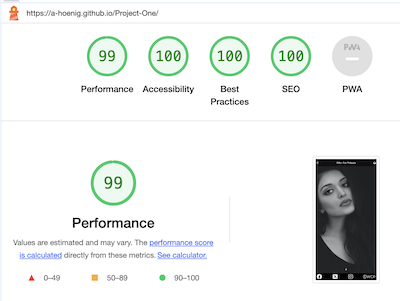 https://a-hoenig.github.io/Project-One/
99
100
100
100
PWA
Performance
Accessibility
Best
Practices
SEO
PWA
99
Performance
Values are estimated and may vary. The performance score
is calculated directly from these metrics. See calculator.
0–49
50–89
90–100